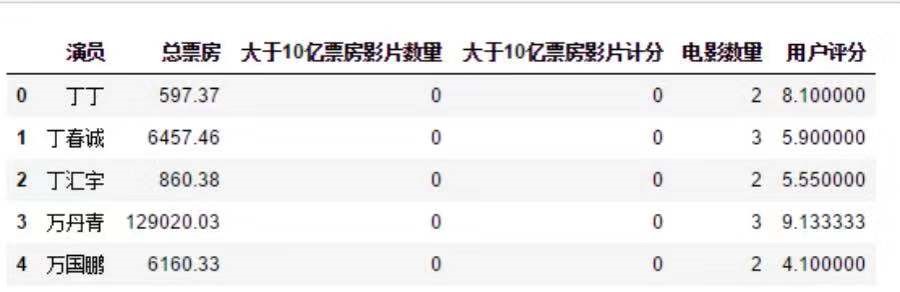 演员 总票房 大于10亿票房影片数量 大于10亿票房影片计分 电影数量 用户评分
0 丁丁 597.37 0 0 2 8.100000
1 丁春诚 6457.46 0 0 3 5.900000
2 丁汇宇 860.38 0 0 2 5.550000
3 万丹青 129020.03 0 0 3 9.133333
4 万国鹏 6160.33 0 0 2 4.100000